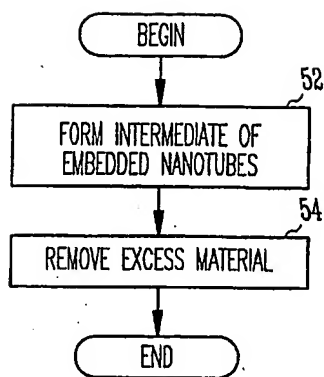 BEGIN
52
FORM INTERMEDIATE OF
EMBEDDED NANOTUBES
54
REMOVE EXCESS MATERIAL
END